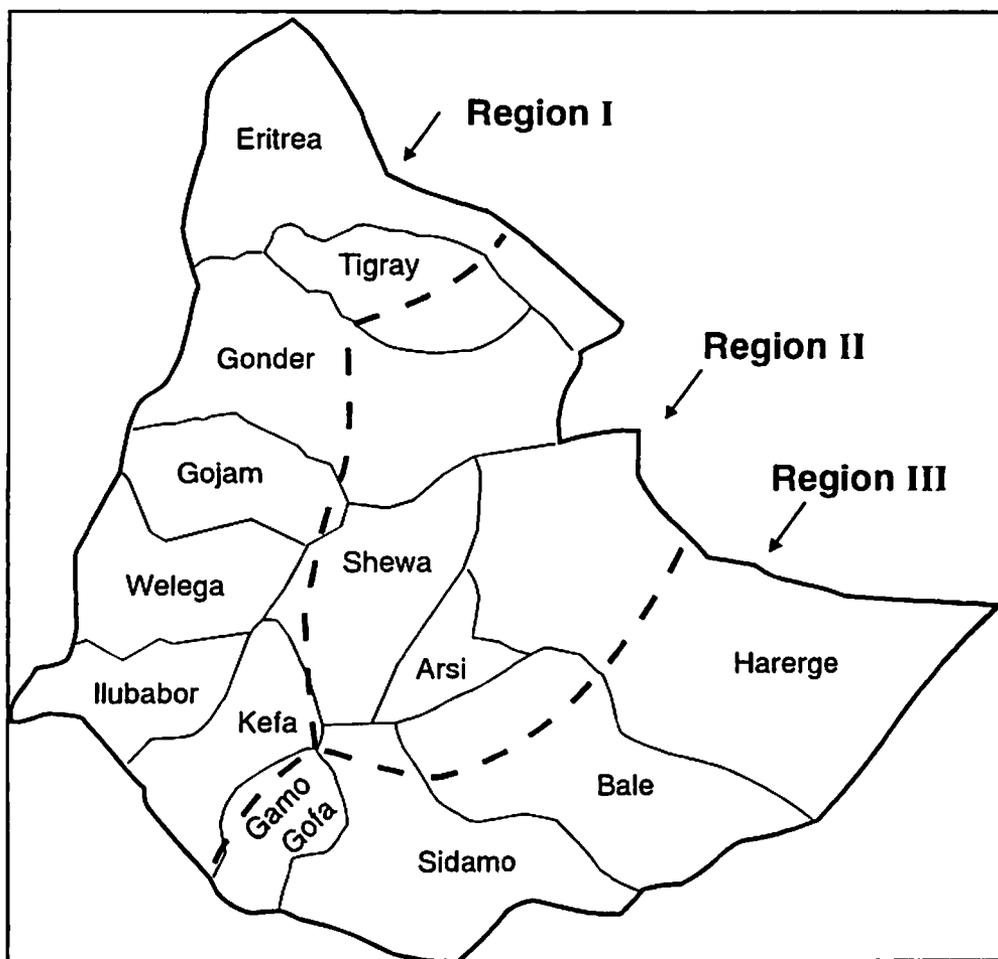 Region I
Eritrea
Tigray
Region II
Gonder
Gojam
Region III
Shewa
Welega
Arsi
Harerge
Ilubabor
Kefa
Bale
Gamo
Gofa
Sidamo